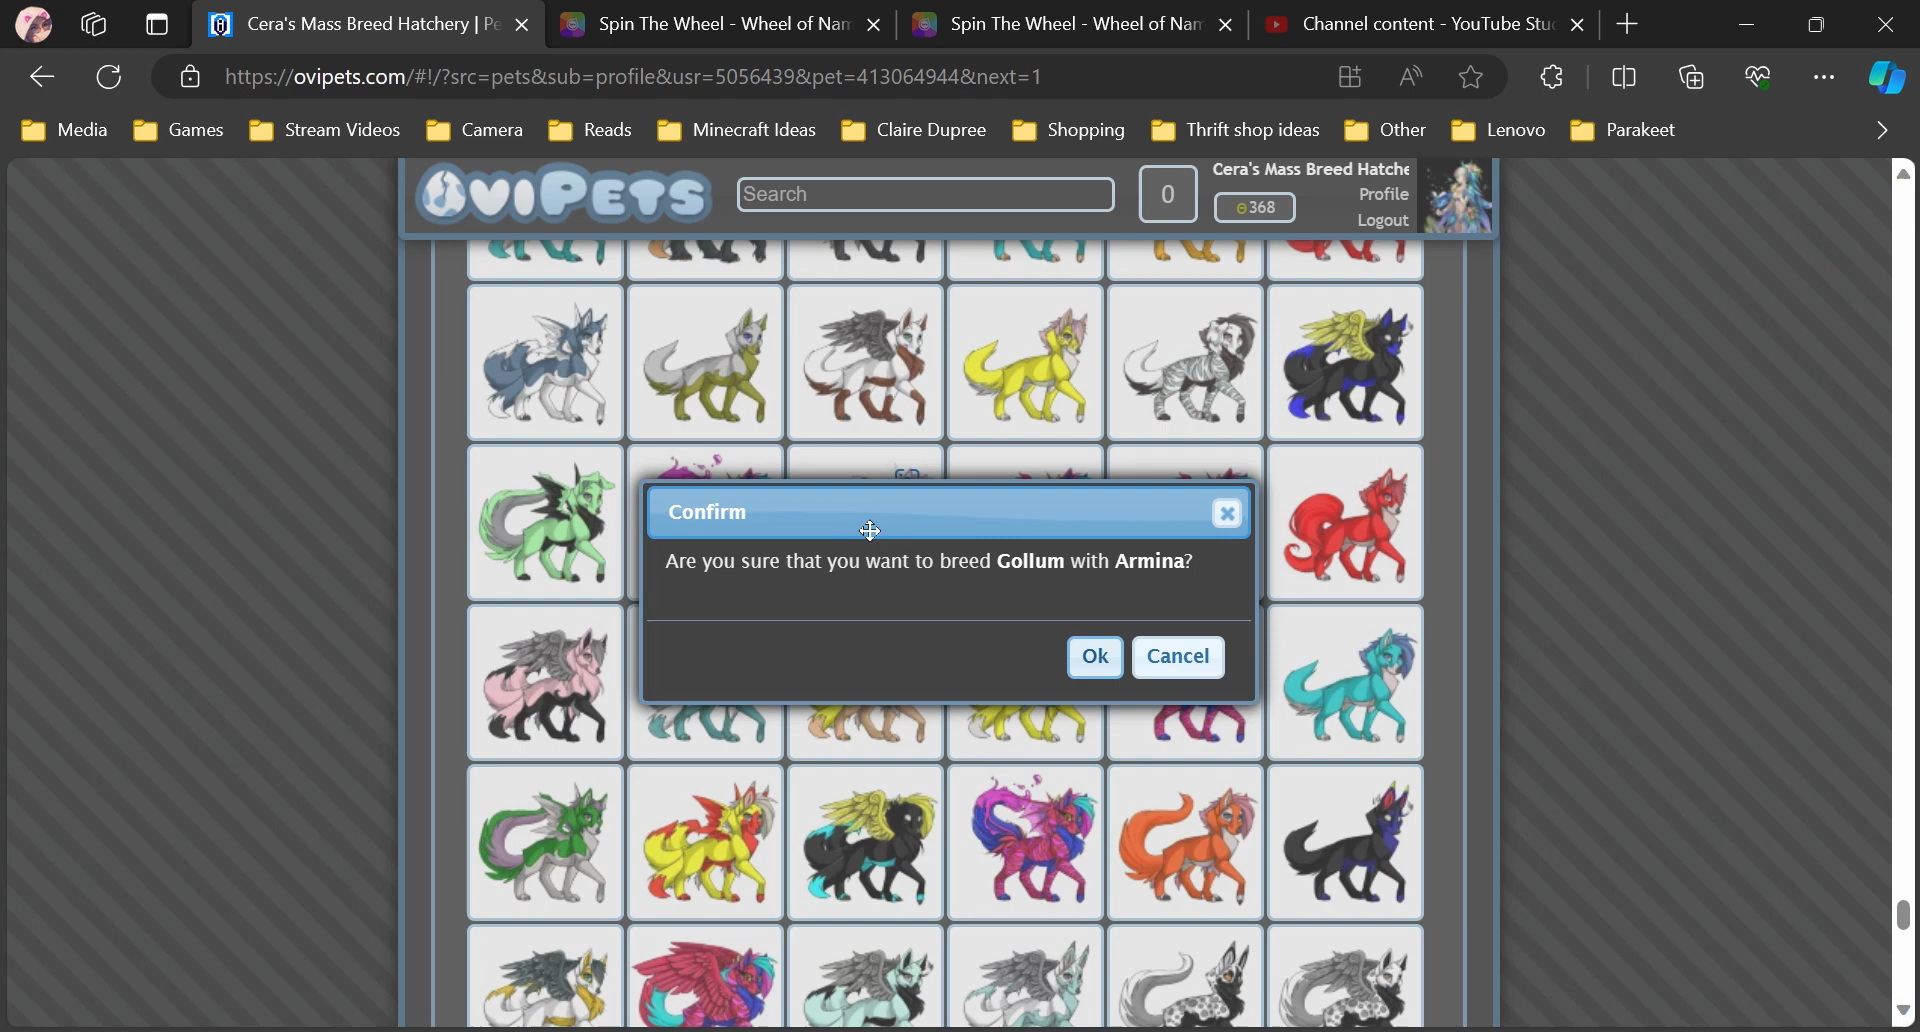 Cera's Mass Breed Hatchery | Pe
Spin The Wheel - Wheel of Nam
Spin The Wheel - Wheel of Nam
Channel content - YouTube Stu
https://ovipets.com/#!/?src=pets&sub=profile&usr=5056439&pet=413064944&next=1
Media
Games
Stream Videos
Camera
Reads
Minecraft Ideas
Claire Dupree
Shopping
Thrift shop ideas
Other
Lenovo
Parakeet
OviPets
Search
0
Cera's Mass Breed Hatche
368
Profile
Logout
Confirm
Are you sure that you want to breed Gollum with Armina?
Ok
Cancel